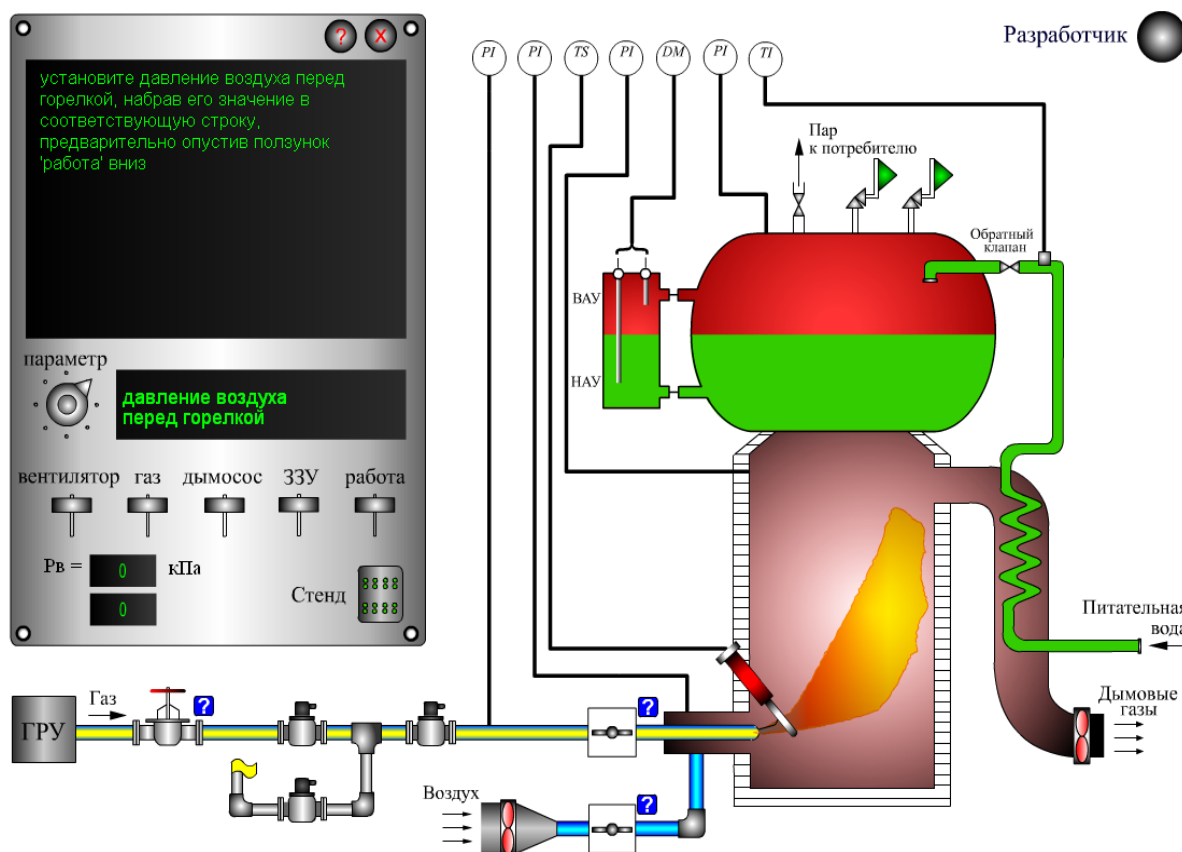 ? X
установите давление воздуха перед
горелкой, набрав его значение в
соответствующую строку,
предварительно опустив ползунок
'работа' вниз
параметр
давление воздуха
перед горелкой
вентилятор газ дымосос ЗЗУ работа
Рв = 0 кПа
0
Стенд
PI PI TS PI DM PI TI
Разработчик
Пар
к потребителю
Обратный
клапан
ВАУ
НАУ
Питательная
вода
Дымовые
газы
ГРУ
Газ
?
?
Воздух
?